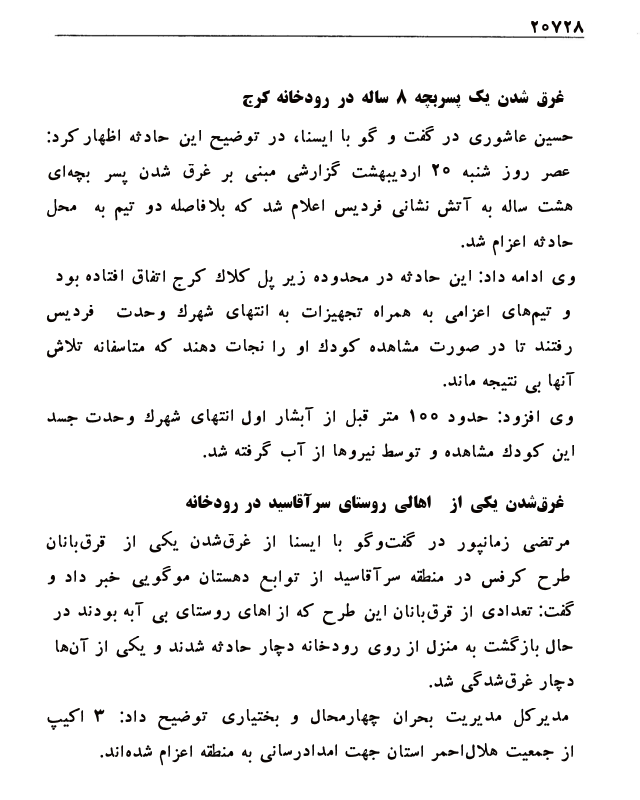 ۲۰۷۲۸
غرق شدن یک پسربچه ۸ ساله در رودخانه کرج
حسین عاشوری در گفت و گو با ایسنا، در توضیح این حادثه اظهار کرد:
عصر روز شنبه ۲۰ اردیبهشت گزارشی مبنی بر غرق شدن پسر بچه‌ای
هشت ساله به آتش نشانی فردیس اعلام شد که بلافاصله دو تیم به محل
حادثه اعزام شد.
وی ادامه داد: این حادثه در محدوده زیر پل کلاك کرج اتفاق افتاده بود
و تیم‌های اعزامی به همراه تجهیزات به انتهای شهرك وحدت فردیس
رفتند تا در صورت مشاهده کودك او را نجات دهند که متاسفانه تلاش
آنها بی نتیجه ماند.
وی افزود: حدود ۱۰۰ متر قبل از آبشار اول انتهای شهرك وحدت جسد
این کودك مشاهده و توسط نیروها از آب گرفته شد.
غرق‌شدن یکی از اهالی روستای سرآقاسید در رودخانه
مرتضی زمانپور در گفت‌وگو با ایسنا از غرق‌شدن یکی از قرق‌بانان
طرح کرفس در منطقه سرآقاسید از توابع دهستان موگویی خبر داد و
گفت: تعدادی از قرق‌بانان این طرح که از اهای روستای بی آبه بودند در
حال بازگشت به منزل از روی رودخانه دچار حادثه شدند و یکی از آن‌ها
دچار غرق‌شدگی شد.
مدیرکل مدیریت بحران چهارمحال و بختیاری توضیح داد: ۳ اکیپ
از جمعیت هلال‌احمر استان جهت امدادرسانی به منطقه اعزام شده‌اند.